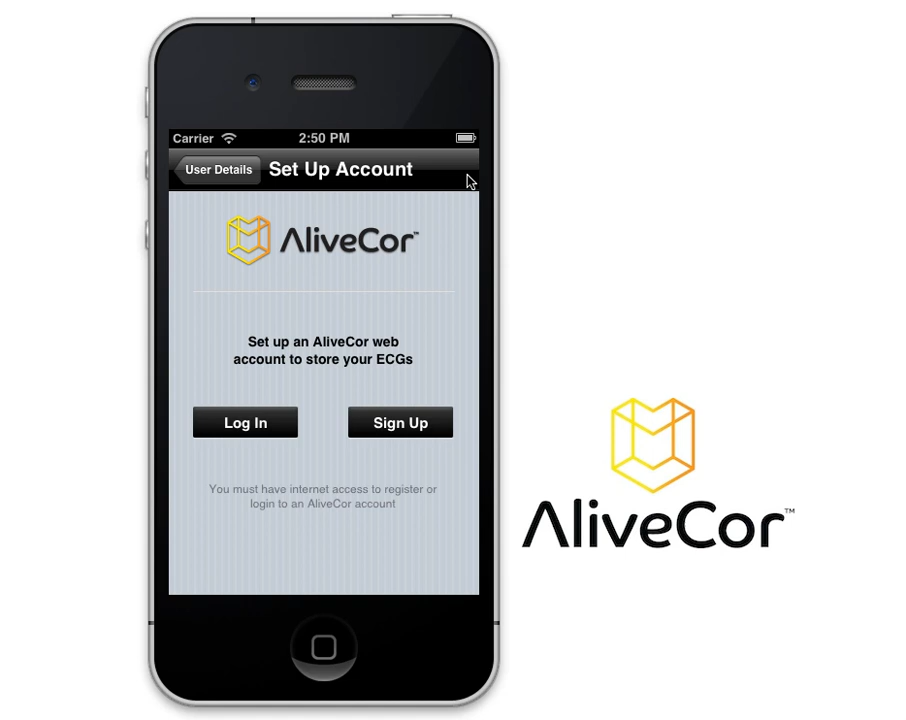 Carrier 2:50 PM
User Details Set Up Account
AliveCor™
Set up an AliveCor web
account to store your ECGs
Log In Sign Up
You must have internet access to register or
login to an AliveCor account
AliveCor™